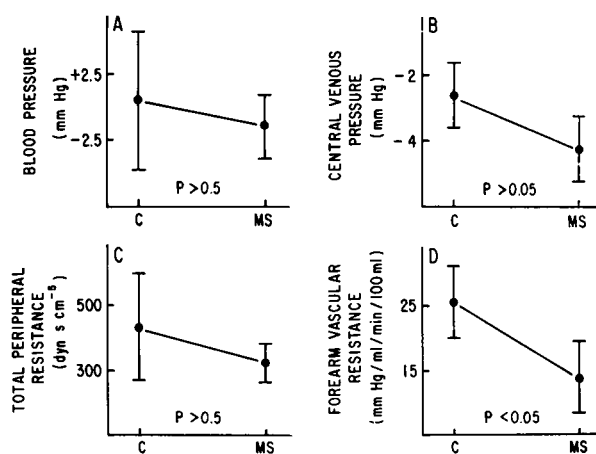 A
BLOOD PRESSURE
(mm Hg)
+2.5
−2.5
P > 0.5
C
MS
B
CENTRAL VENOUS
PRESSURE
(mm Hg)
−2
−4
P > 0.05
C
MS
C
TOTAL PERIPHERAL
RESISTANCE
(dyn s cm⁻⁵)
500
300
P > 0.5
C
MS
D
FOREARM VASCULAR
RESISTANCE
(mm Hg/ml/min/100 ml)
25
15
P < 0.05
C
MS